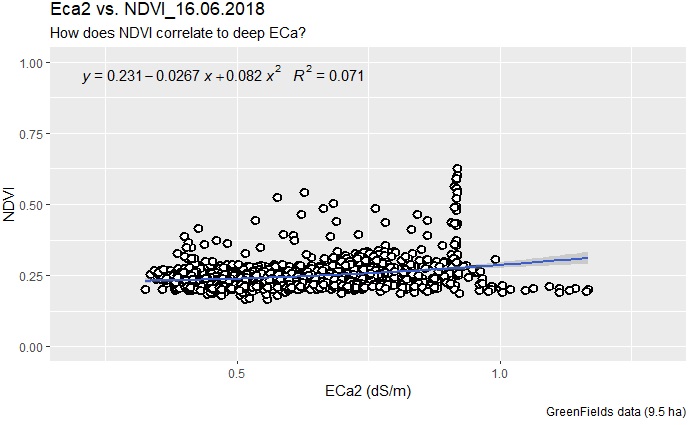 Eca2 vs. NDVI_16.06.2018
How does NDVI correlate to deep ECa?
y = 0.231 − 0.0267 x + 0.082 x² R² = 0.071
1.00
0.75
0.50
0.25
0.00
NDVI
0.5 1.0
ECa2 (dS/m)
GreenFields data (9.5 ha)